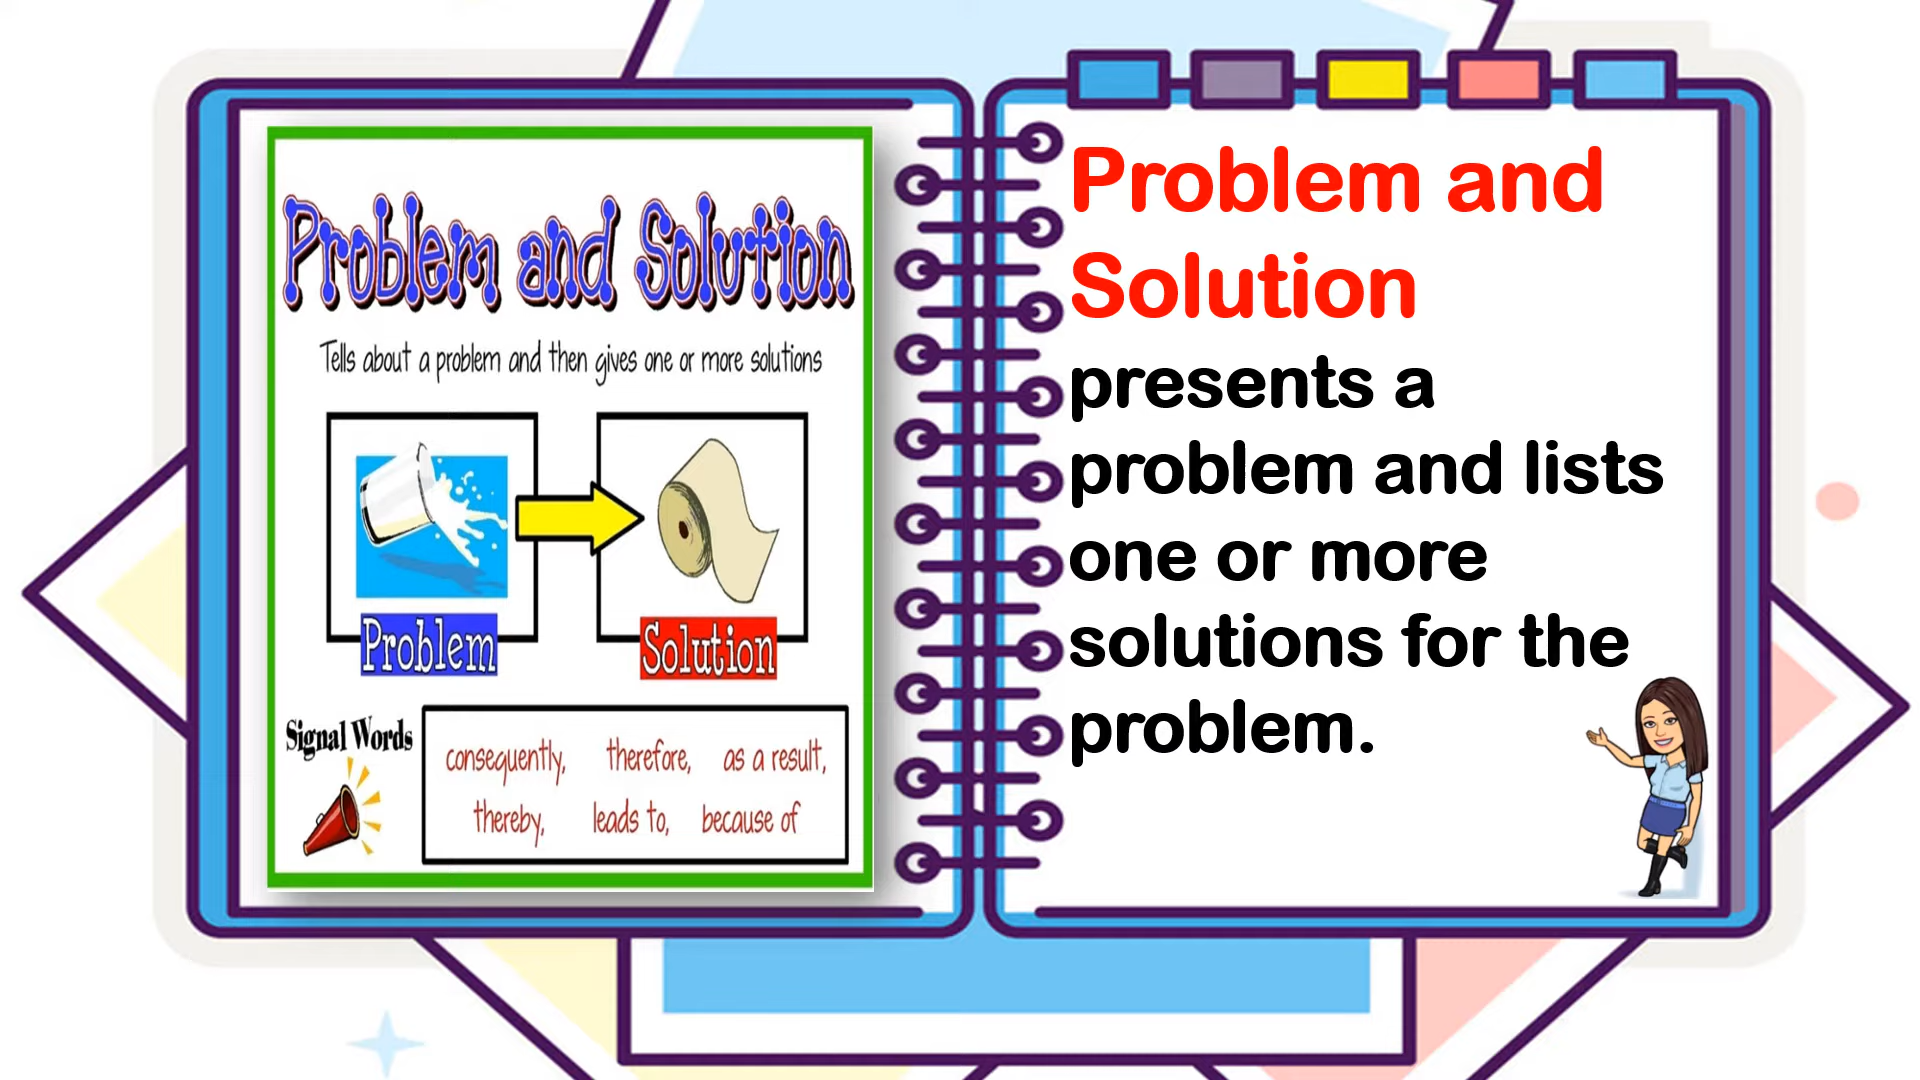 Problem and Solution
Tells about a problem and then gives one or more solutions
Problem
Solution
Signal Words
consequently, therefore, as a result,
thereby, leads to, because of
Problem and
Solution
presents a
problem and lists
one or more
solutions for the
problem.